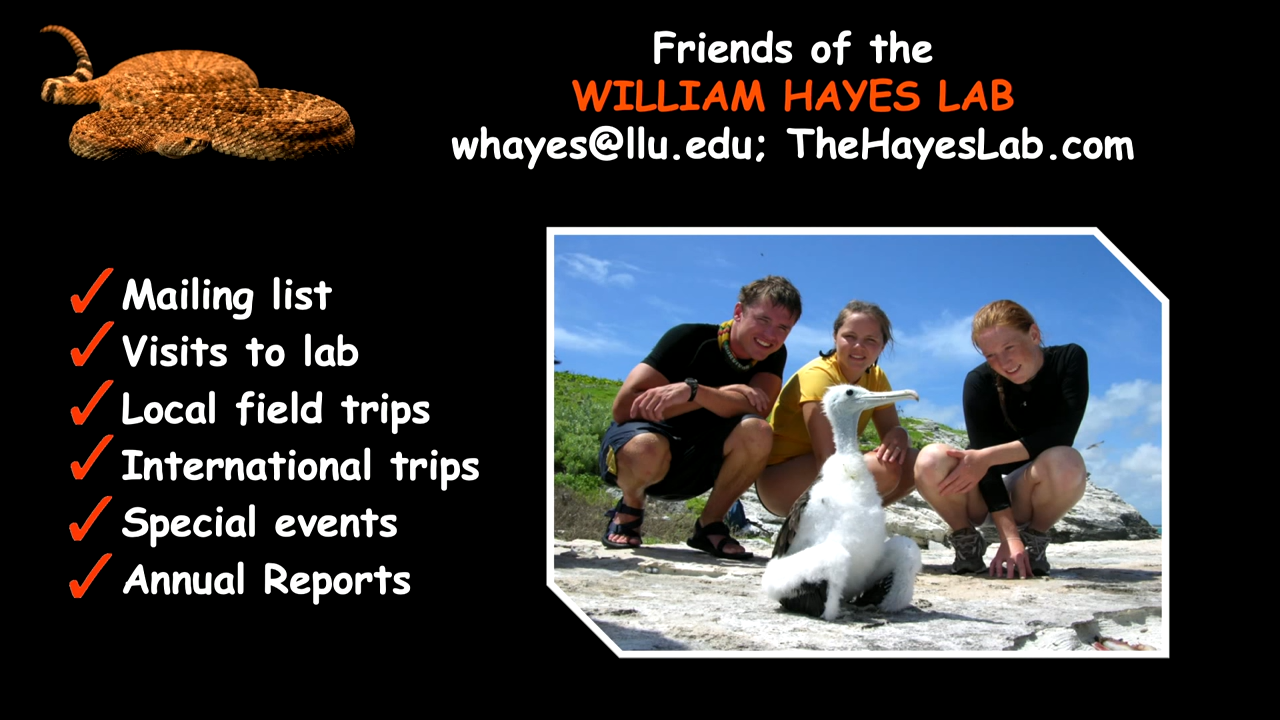 Friends of the
WILLIAM HAYES LAB
whayes@llu.edu; TheHayesLab.com
Mailing list
Visits to lab
Local field trips
International trips
Special events
Annual Reports